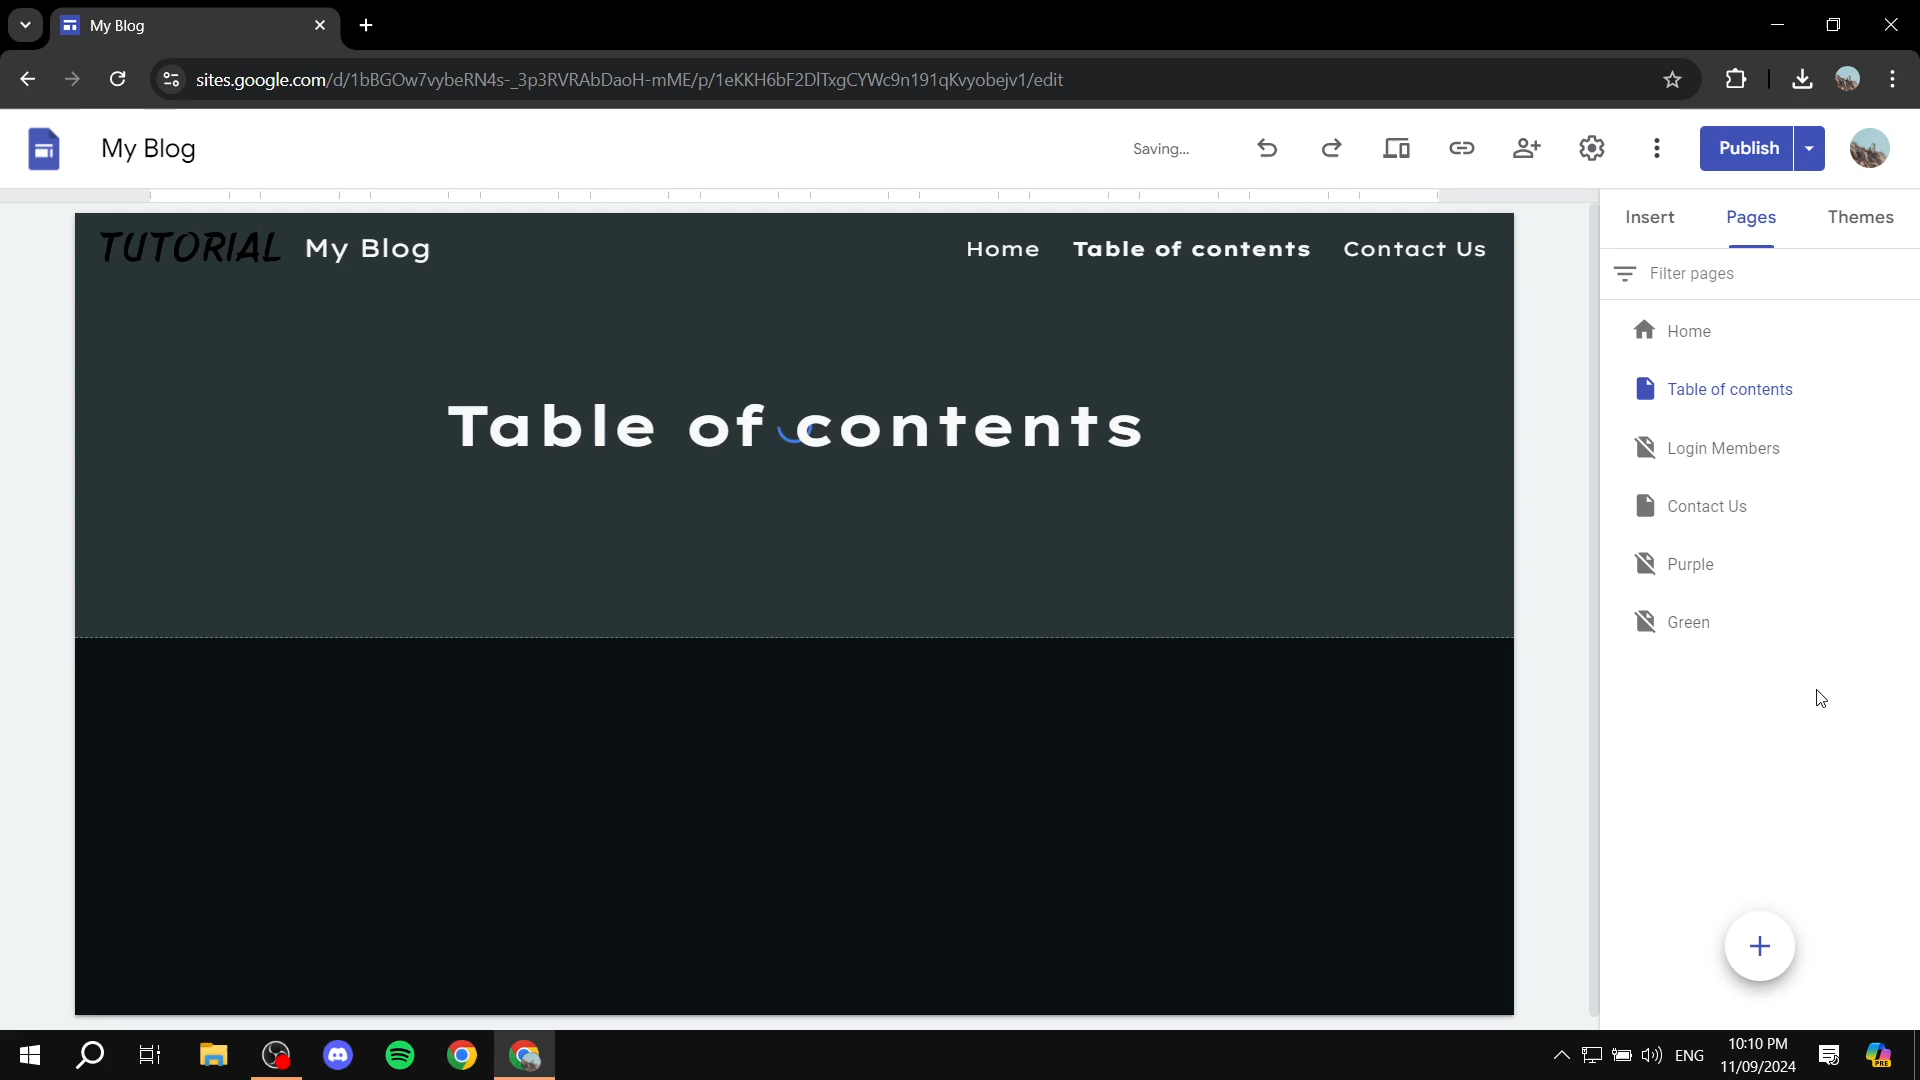 My Blog
sites.google.com/d/1bBGOw7vybeRN4s-_3p3RVRAbDaoH-mME/p/1eKKH6bF2DlTxgCYWc9n191qKvyobejv1/edit
My Blog
Saving...
Publish
Insert
Pages
Themes
TUTORIAL
My Blog
Home
Table of contents
Contact Us
Filter pages
Home
Table of contents
Table of contents
Login Members
Contact Us
Purple
Green
ENG
10:10 PM
11/09/2024
PRE